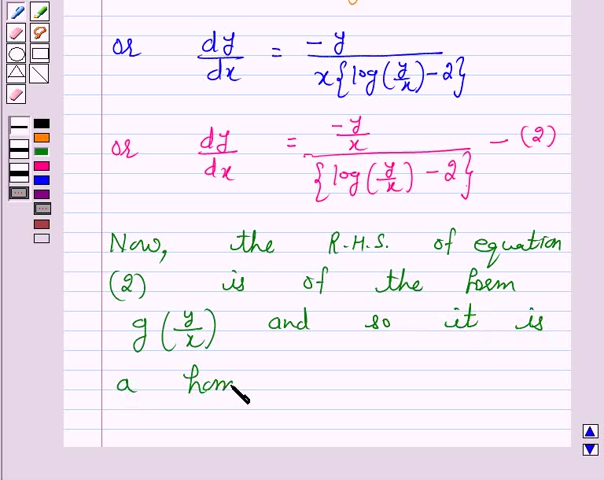 or dy/dx = -y / x{log(y/x)-2}
or dy/dx = -y/x / {log(y/x)-2} - (2)
Now, the R.H.S. of equation
(2) is of the form
g(y/x) and so it is
a hom